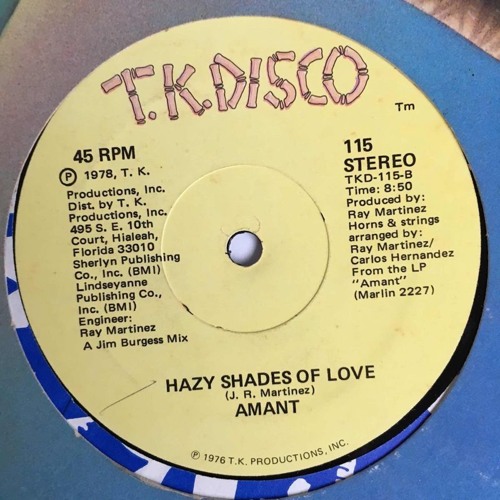 T.K.DISCO
Tm
45 RPM
℗ 1978, T. K.
Productions, Inc.
Dist. by T. K.
Productions, Inc.
495 S. E. 10th
Court, Hialeah,
Florida 33010
Sherlyn Publishing
Co., Inc. (BMI)
Lindseyanne
Publishing Co.,
Inc. (BMI)
Engineer:
Ray Martinez
A Jim Burgess Mix
115
STEREO
TKD-115-B
Time: 8:50
Produced by:
Ray Martinez
Horns & strings
arranged by:
Ray Martinez/
Carlos Hernandez
From the LP
"Amant"
(Marlin 2227)
HAZY SHADES OF LOVE
(J. R. Martinez)
AMANT
℗ 1976 T.K. PRODUCTIONS, INC.